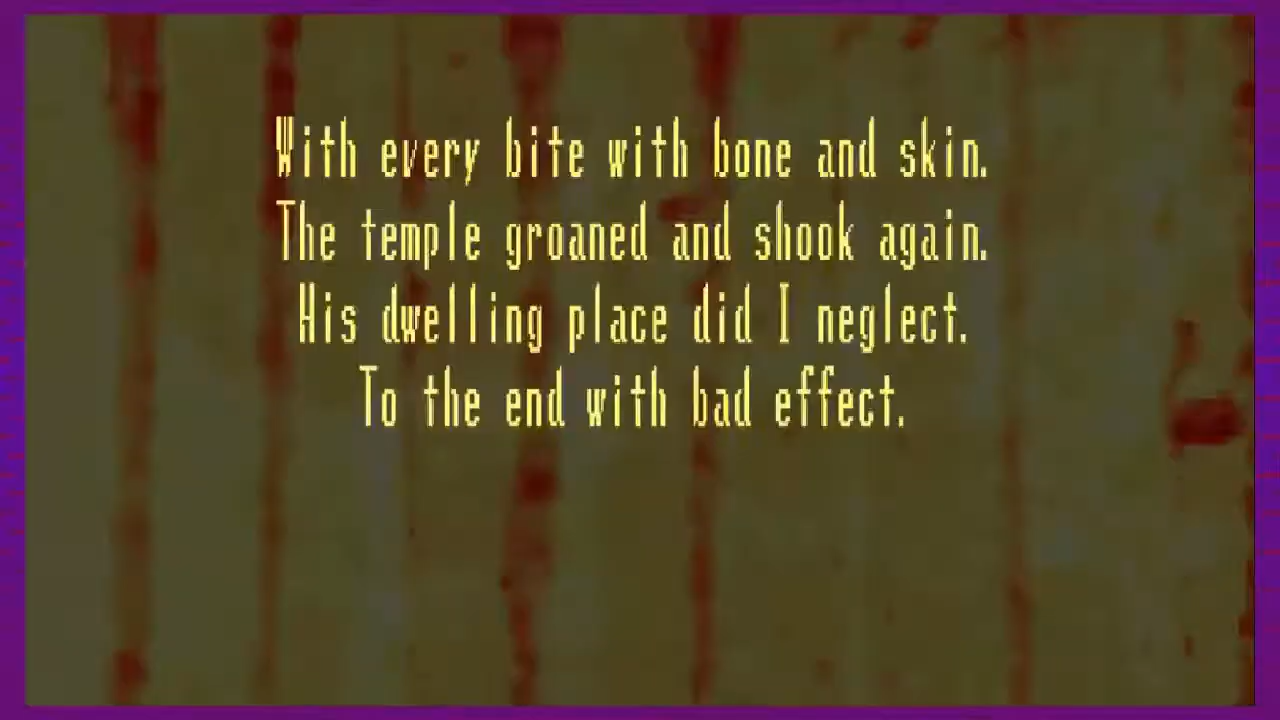 With every bite with bone and skin.
The temple groaned and shook again.
His dwelling place did I neglect.
To the end with bad effect.